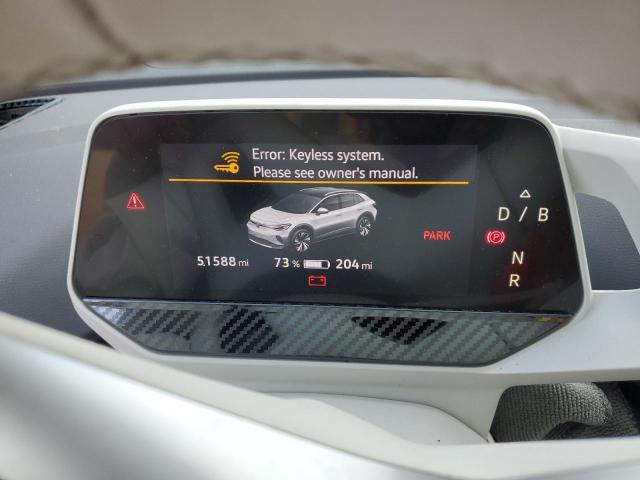 Error: Keyless system.
Please see owner's manual.
PARK
D / B
P
N
R
51588 mi 73 % 204 mi